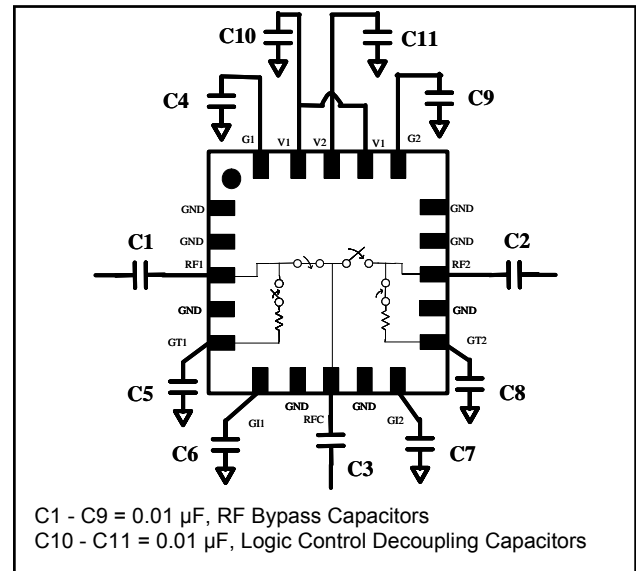 C10
C11
C4
C9
G1
V1
V2
V1
G2
GND
GND
GND
GND
C1
C2
RF1
RF2
GND
GND
GT1
GT2
C5
C8
GND
GND
GI1
RFC
GI2
C6
C3
C7
C1 - C9 = 0.01 µF, RF Bypass Capacitors
C10 - C11 = 0.01 µF, Logic Control Decoupling Capacitors